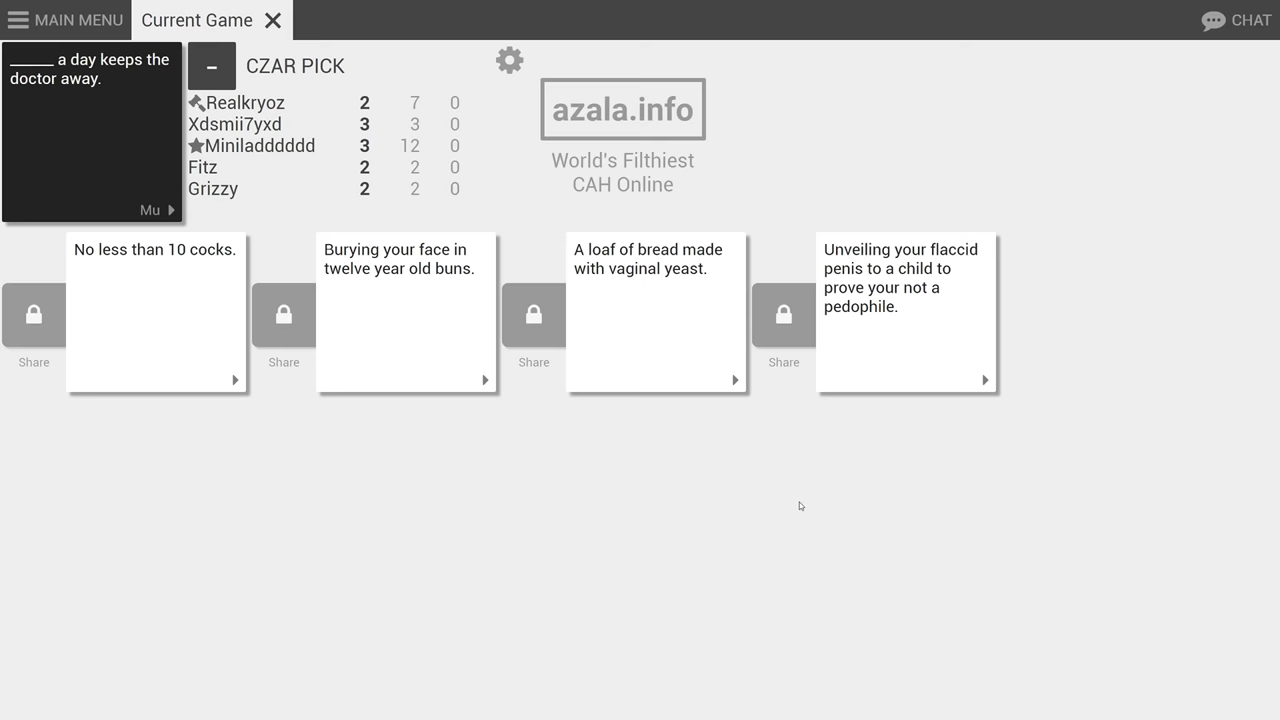 MAIN MENU
Current Game
CHAT
_____ a day keeps the
doctor away.
Mu
–
CZAR PICK
Realkryoz 2 7 0
Xdsmii7yxd 3 3 0
Miniladddddd 3 12 0
Fitz 2 2 0
Grizzy 2 2 0
azala.info
World's Filthiest
CAH Online
Share
No less than 10 cocks.
Share
Burying your face in
twelve year old buns.
Share
A loaf of bread made
with vaginal yeast.
Share
Unveiling your flaccid
penis to a child to
prove your not a
pedophile.